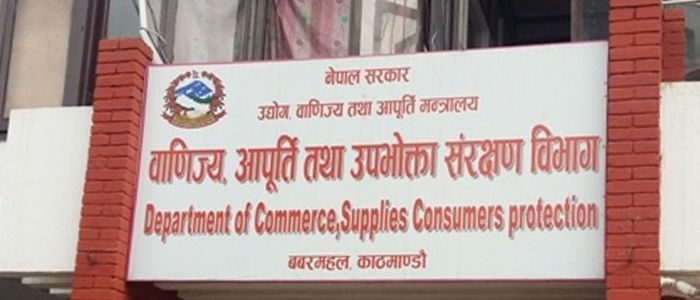 नेपाल सरकार
उद्योग, वाणिज्य तथा आपूर्ति मन्त्रालय
वाणिज्य, आपूर्ति तथा उपभोक्ता संरक्षण विभाग
Department of Commerce,Supplies Consumers protection
बबरमहल, काठमाण्डौ